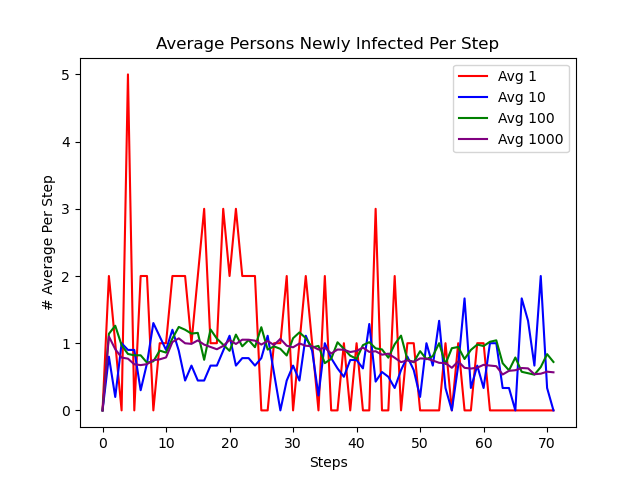 Average Persons Newly Infected Per Step
Avg 1
Avg 10
Avg 100
Avg 1000
# Average Per Step
5
4
3
2
1
0
0 10 20 30 40 50 60 70
Steps